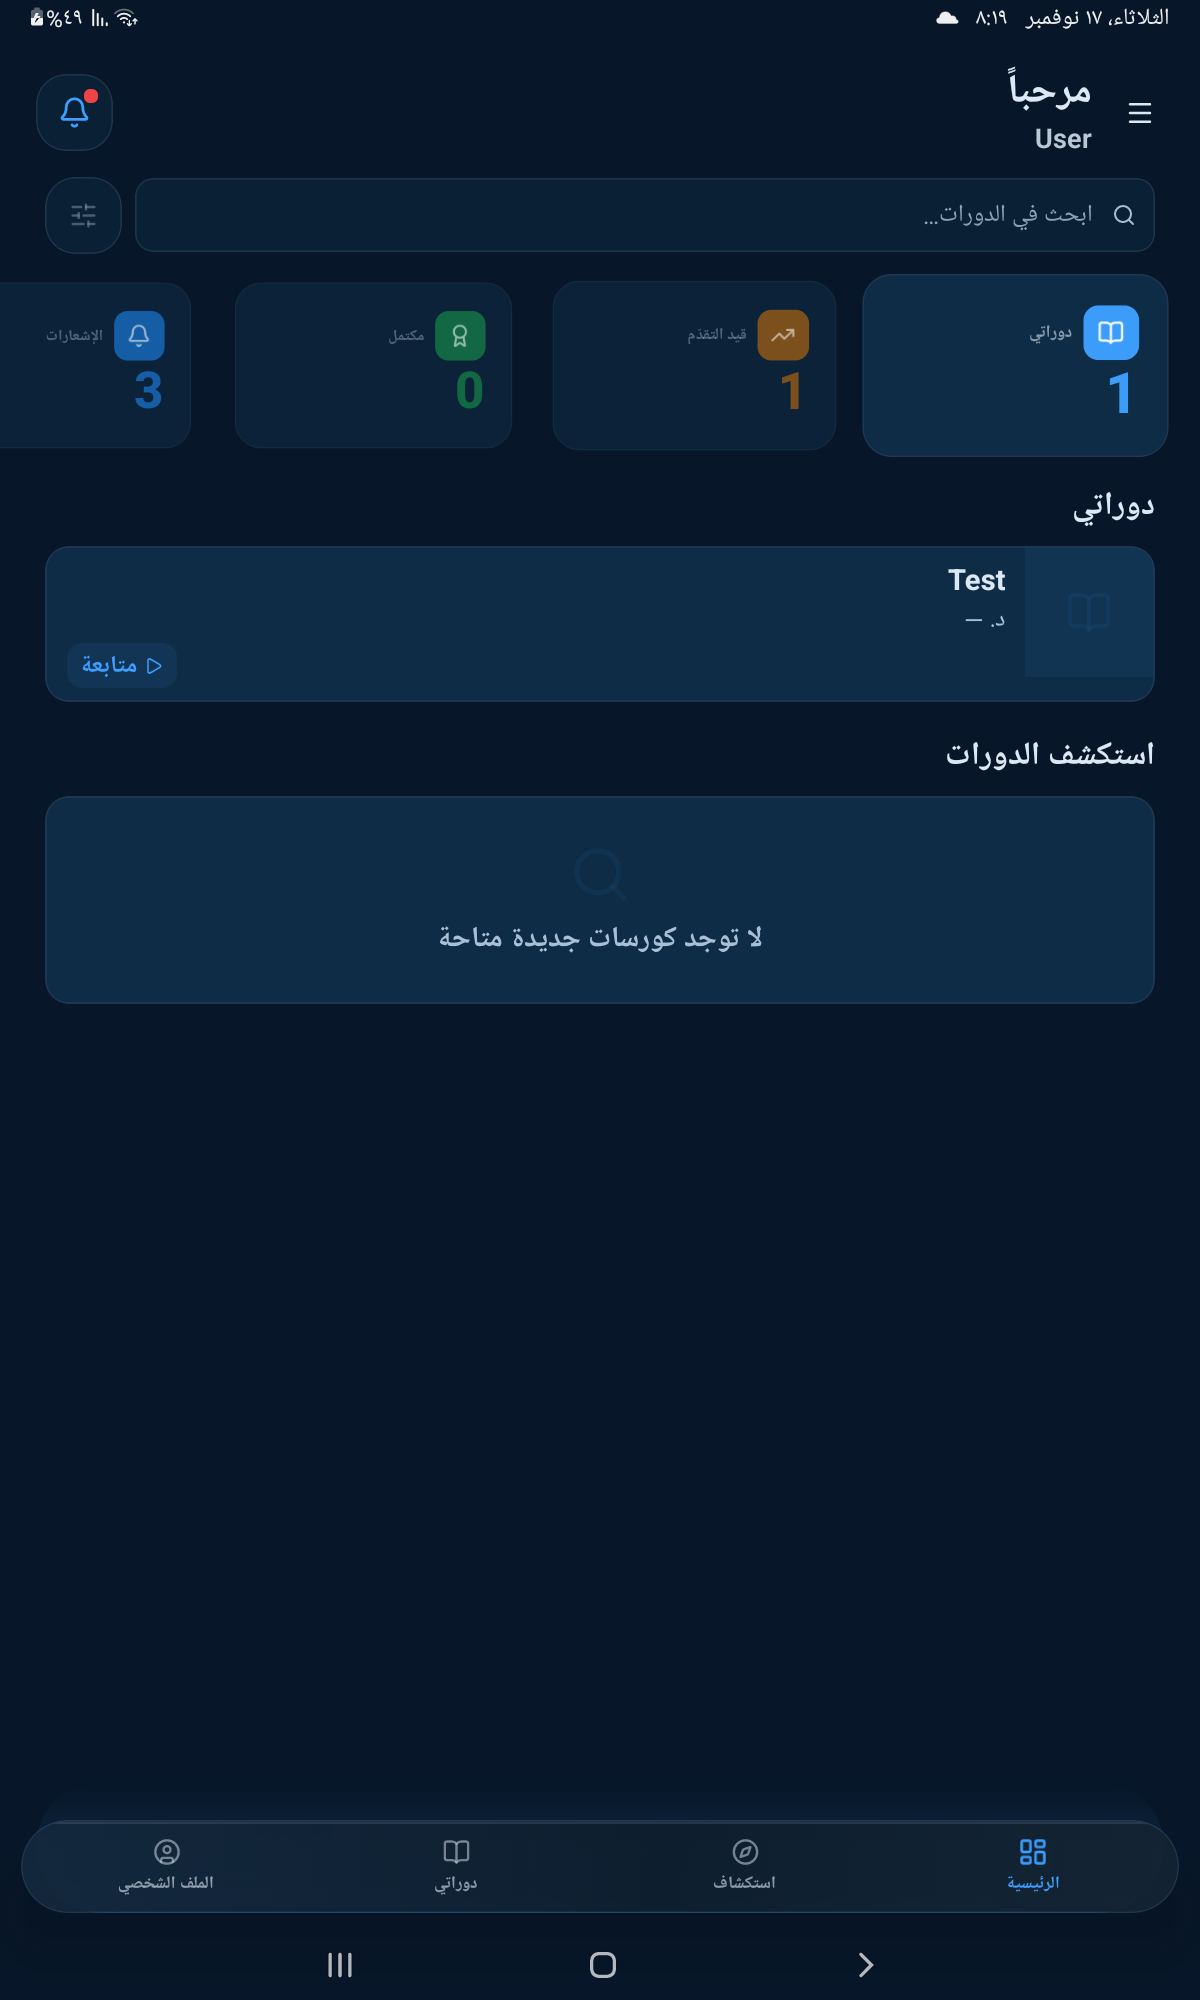 الثلاثاء، ١٧ نوفمبر ٨:١٩ ٤٩%
مرحباً
User
ابحث في الدورات...
دوراتي
1
قيد التقدّم
1
مكتمل
0
الإشعارات
3
دوراتي
Test
د. —
متابعة
استكشف الدورات
لا توجد كورسات جديدة متاحة
الرئيسية
استكشاف
دوراتي
الملف الشخصي